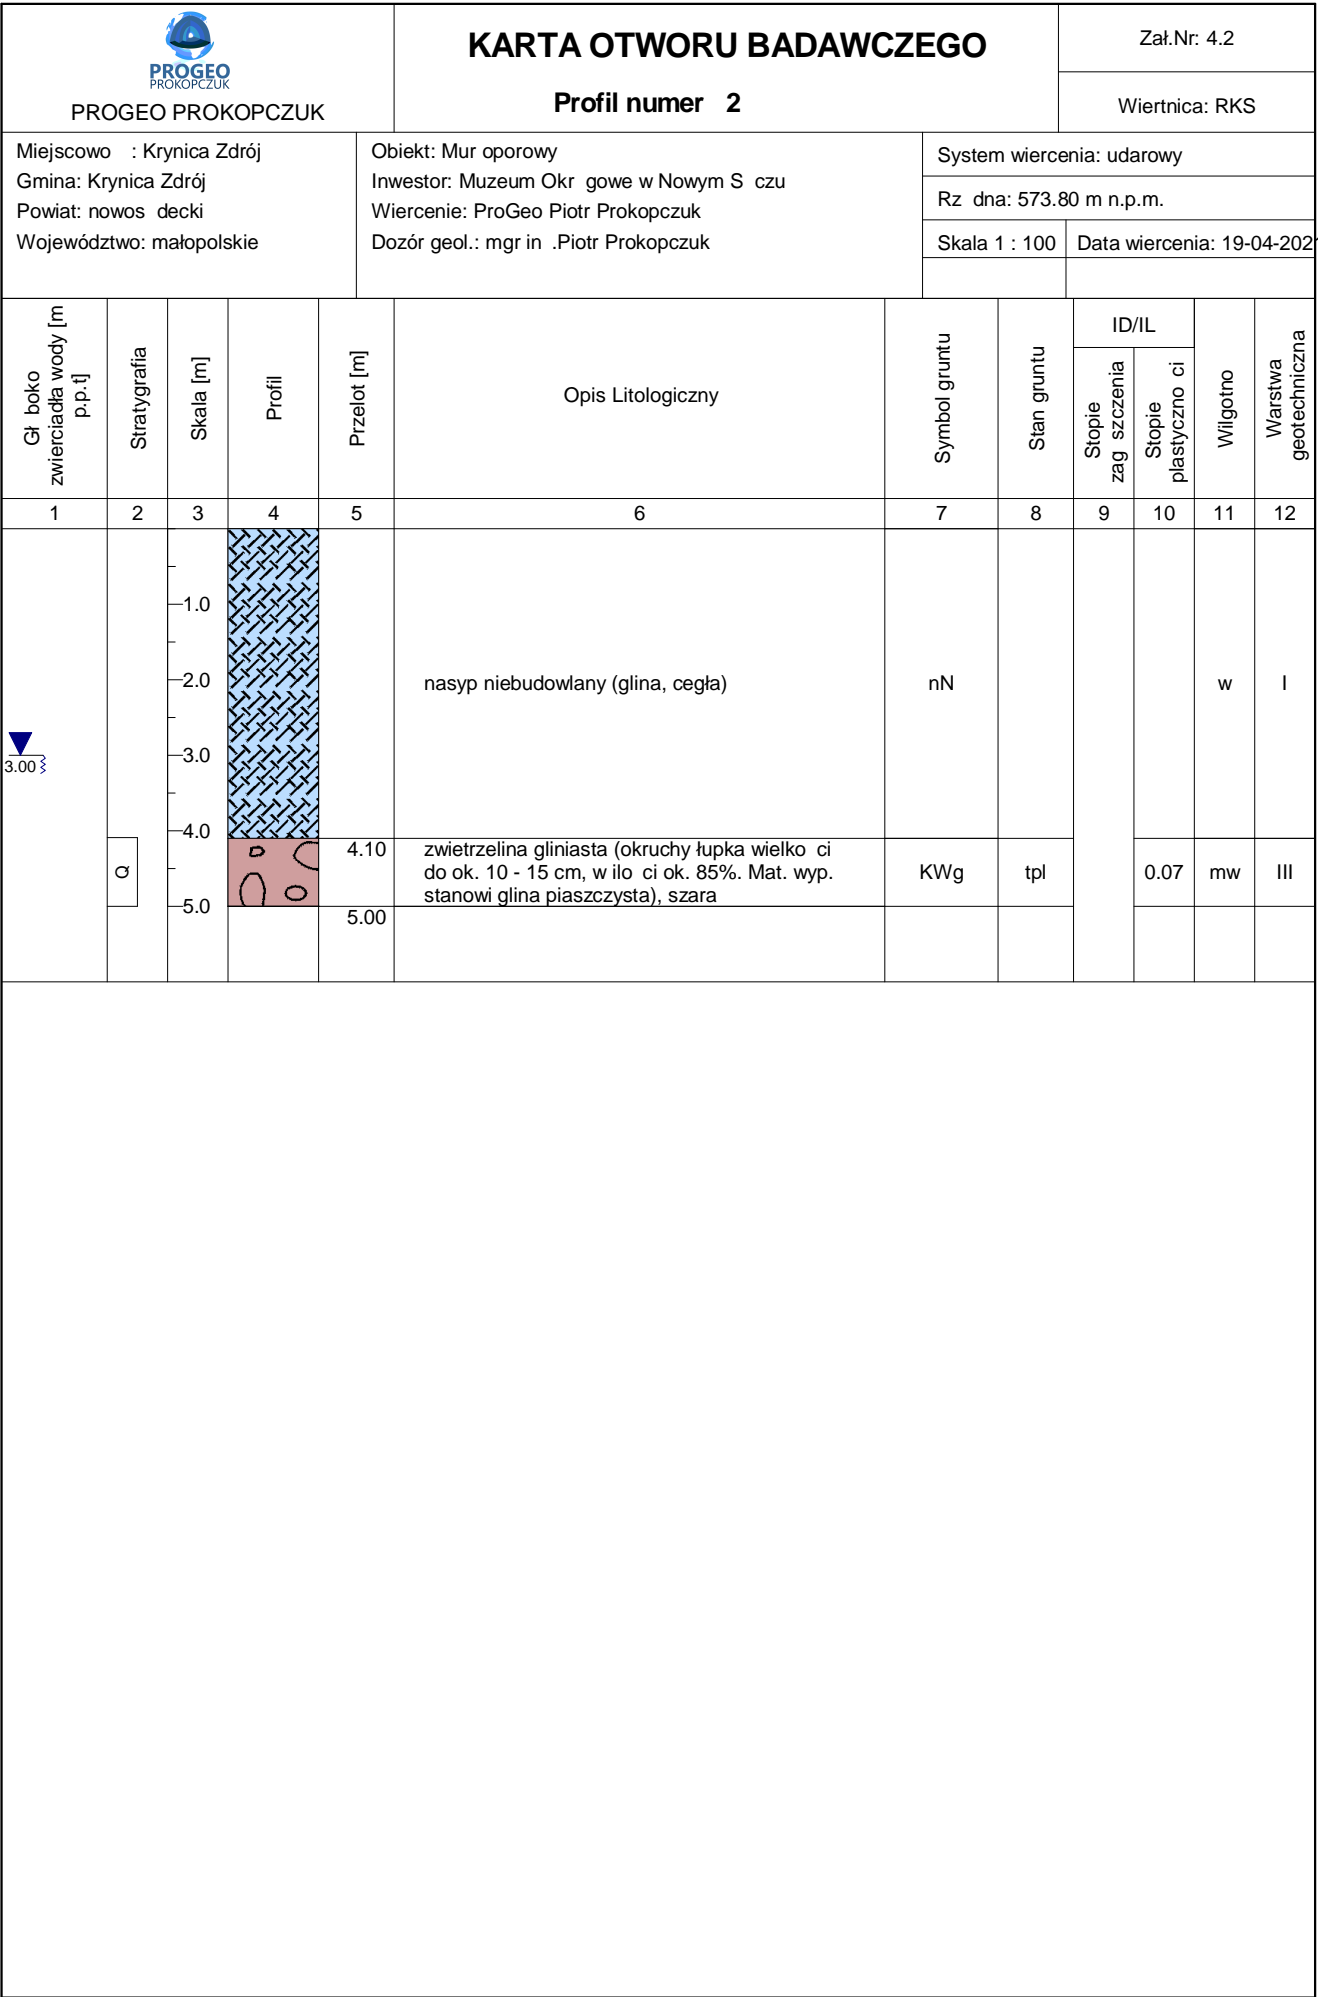 PROGEO
PROKOPCZUK
PROGEO PROKOPCZUK
KARTA OTWORU BADAWCZEGO
Profil numer 2
Zał.Nr: 4.2
Wiertnica: RKS
Miejscowo : Krynica Zdrój
Gmina: Krynica Zdrój
Powiat: nowos decki
Województwo: małopolskie
Obiekt: Mur oporowy
Inwestor: Muzeum Okr gowe w Nowym S czu
Wiercenie: ProGeo Piotr Prokopczuk
Dozór geol.: mgr in .Piotr Prokopczuk
System wiercenia: udarowy
Rz dna: 573.80 m n.p.m.
Skala 1 : 100
Data wiercenia: 19-04-2021
Gł boko
zwierciadła wody [m
p.p.t]
Stratygrafia
Skala [m]
Profil
Przelot [m]
Opis Litologiczny
Symbol gruntu
Stan gruntu
ID/IL
Stopie
zag szczenia
Stopie
plastyczno ci
Wilgotno
Warstwa
geotechniczna
1 2 3 4 5 6 7 8 9 10 11 12
1.0
2.0
3.0
4.0
5.0
3.00
nasyp niebudowlany (glina, cegła)
nN
w
I
Q
4.10
zwietrzelina gliniasta (okruchy łupka wielko ci
do ok. 10 - 15 cm, w ilo ci ok. 85%. Mat. wyp.
stanowi glina piaszczysta), szara
KWg
tpl
0.07
mw
III
5.00